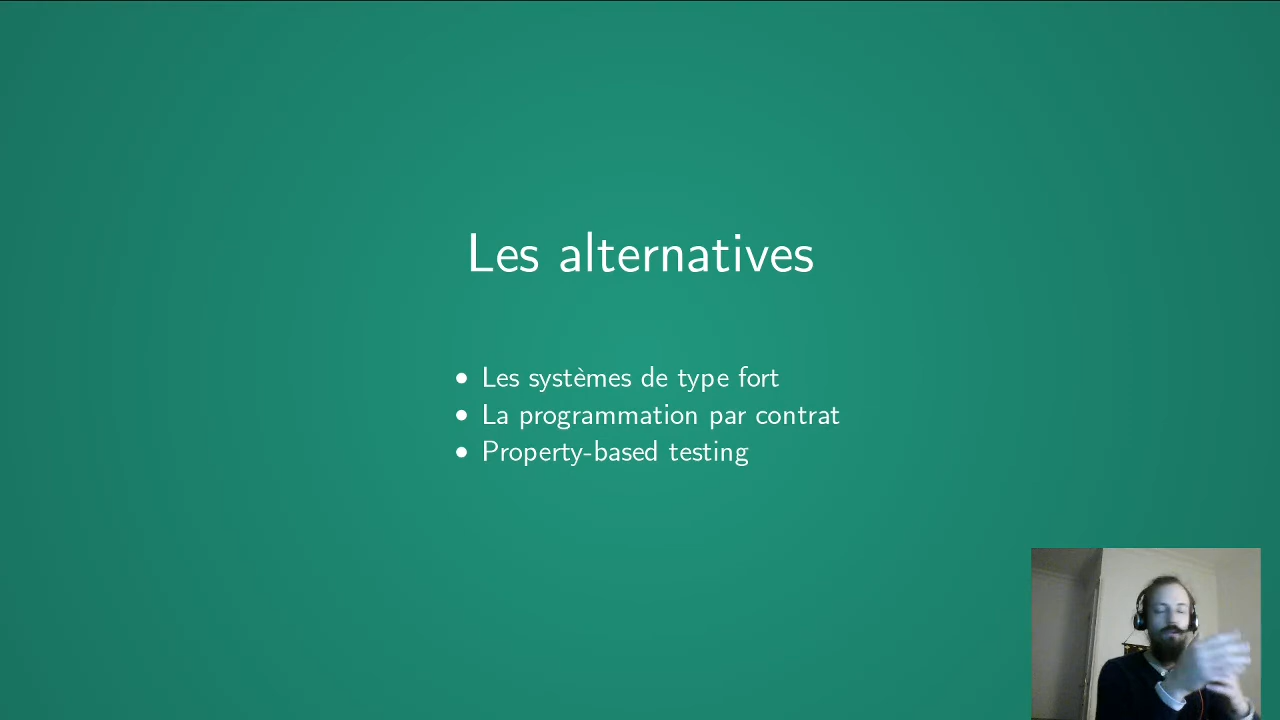 Les alternatives
• Les systèmes de type fort
• La programmation par contrat
• Property-based testing